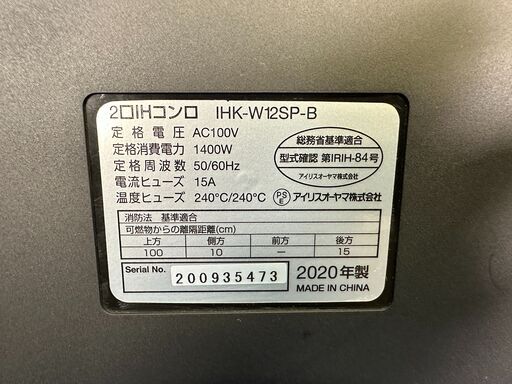 2口IHコンロ IHK-W12SP-B
定格電圧 AC100V
定格消費電力 1400W
定格周波数 50/60Hz
電流ヒューズ 15A
温度ヒューズ 240°C/240°C
PS E
アイリスオーヤマ株式会社
総務省基準適合
型式確認 第IRIH-84号
アイリスオーヤマ株式会社
消防法 基準適合
可燃物からの離隔距離(cm)
上方 側方 前方 後方
100 10 - 15
Serial No. 200935473
2020年製
MADE IN CHINA